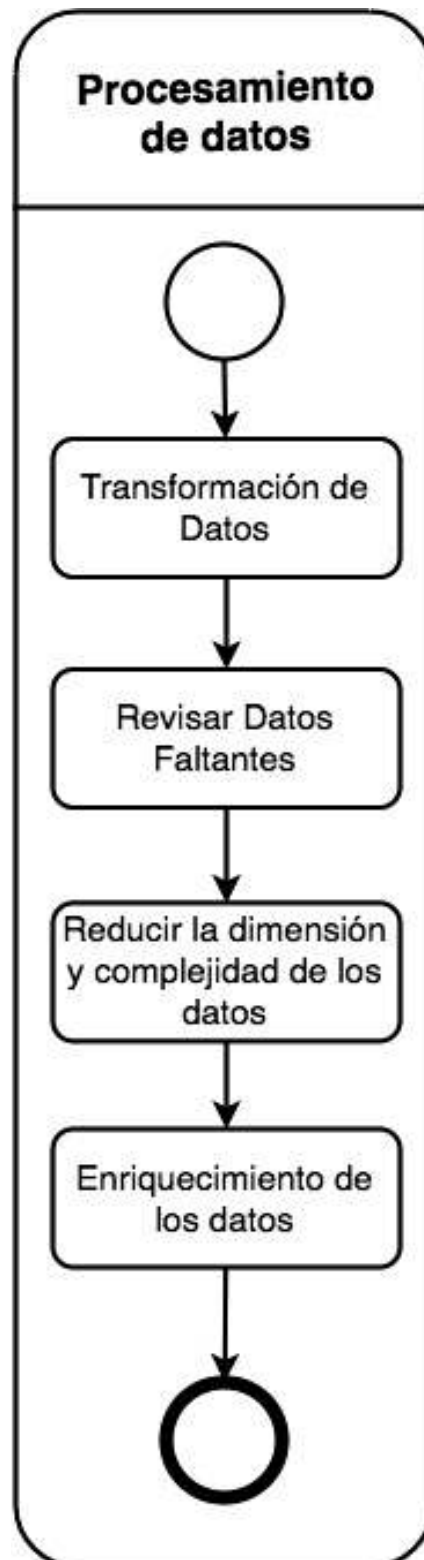 Procesamiento
de datos
Transformación de
Datos
Revisar Datos
Faltantes
Reducir la dimensión
y complejidad de los
datos
Enriquecimiento de
los datos